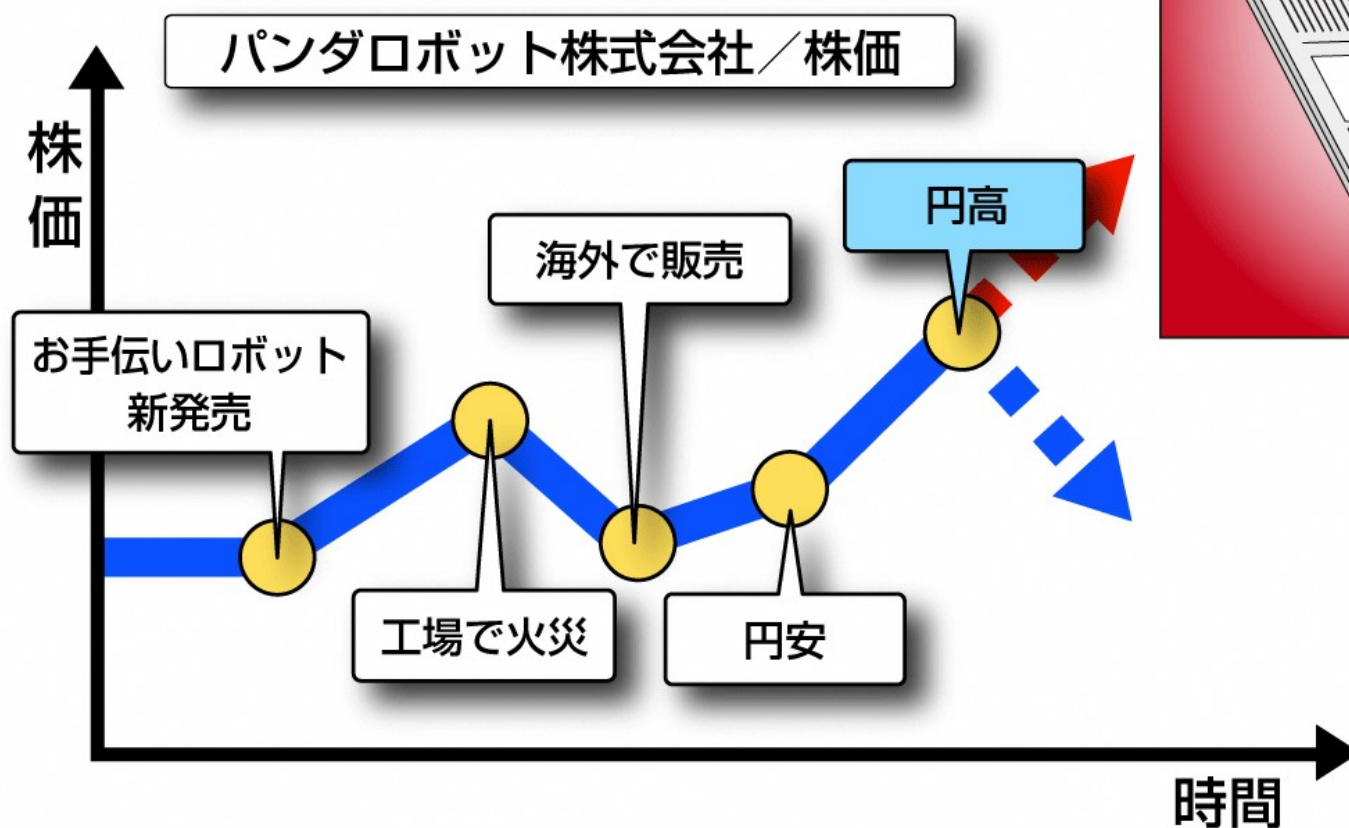 パンダロボット株式会社／株価
株価
円高
海外で販売
お手伝いロボット
新発売
工場で火災
円安
時間